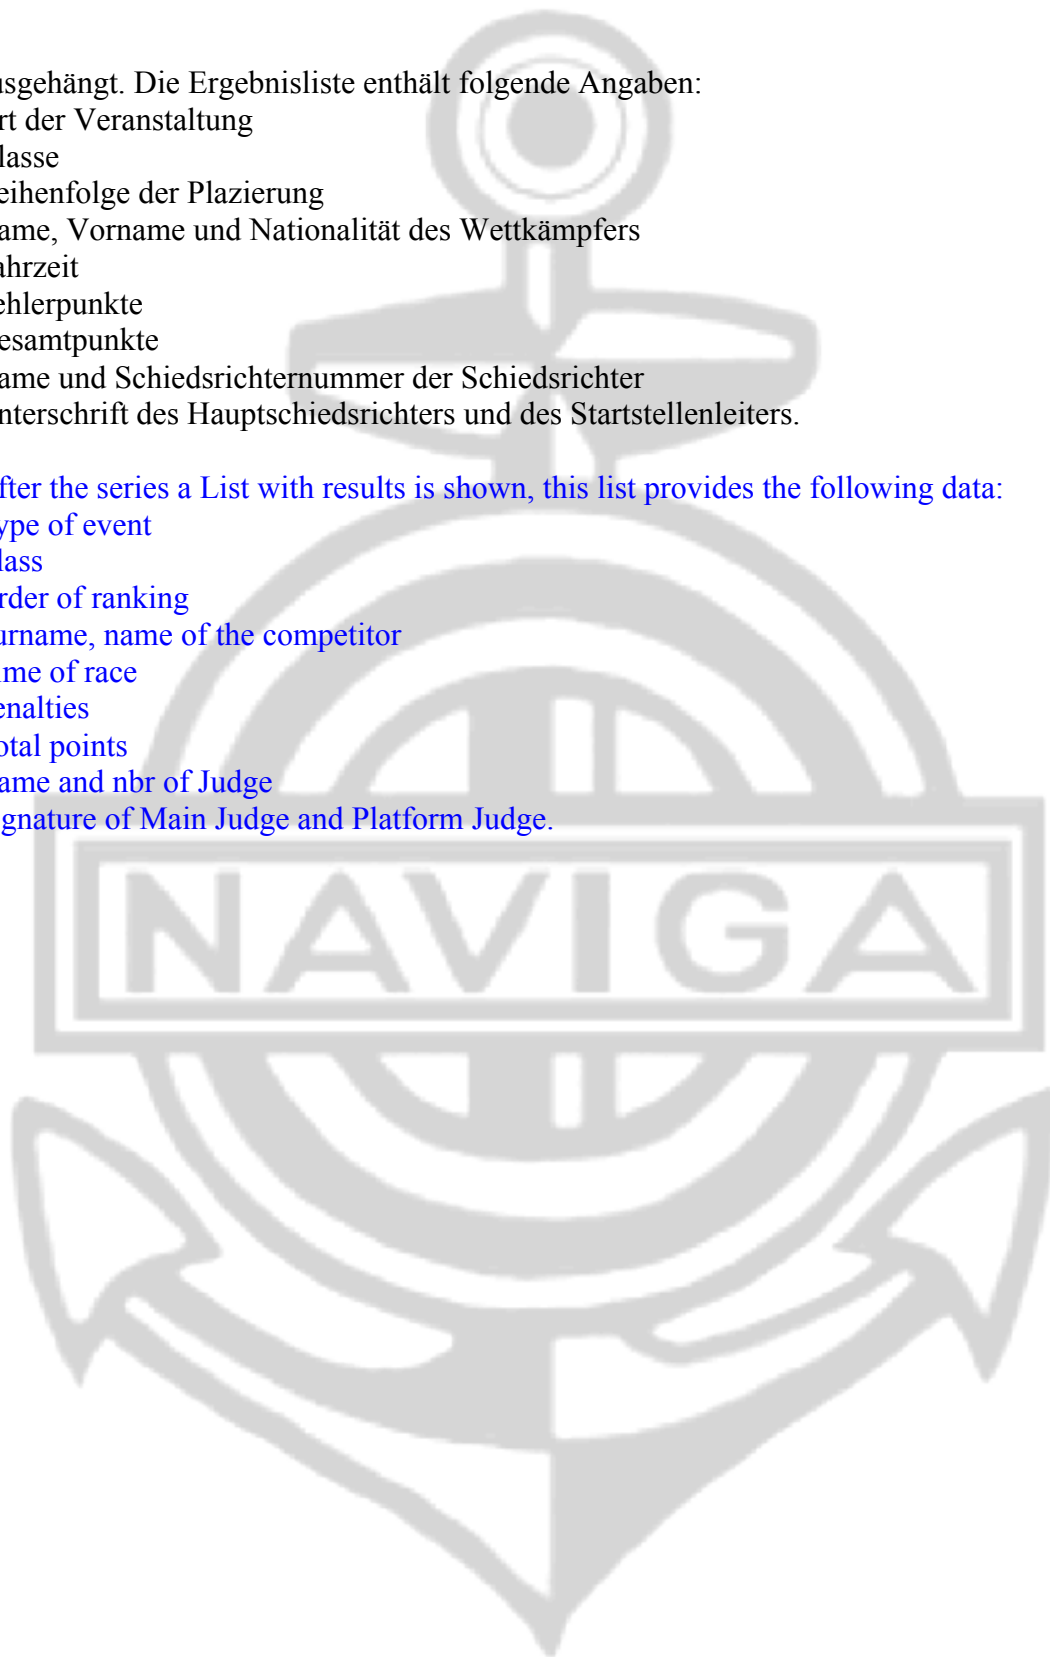 usgehängt. Die Ergebnisliste enthält folgende Angaben:
rt der Veranstaltung
lasse
eihenfolge der Plazierung
ame, Vorname und Nationalität des Wettkämpfers
ahrzeit
ehlerpunkte
esamtpunkte
ame und Schiedsrichternummer der Schiedsrichter
nterschrift des Hauptschiedsrichters und des Startstellenleiters.
fter the series a List with results is shown, this list provides the following data:
ype of event
lass
rder of ranking
urname, name of the competitor
ime of race
enalties
otal points
ame and nbr of Judge
ignature of Main Judge and Platform Judge.
NAVIGA